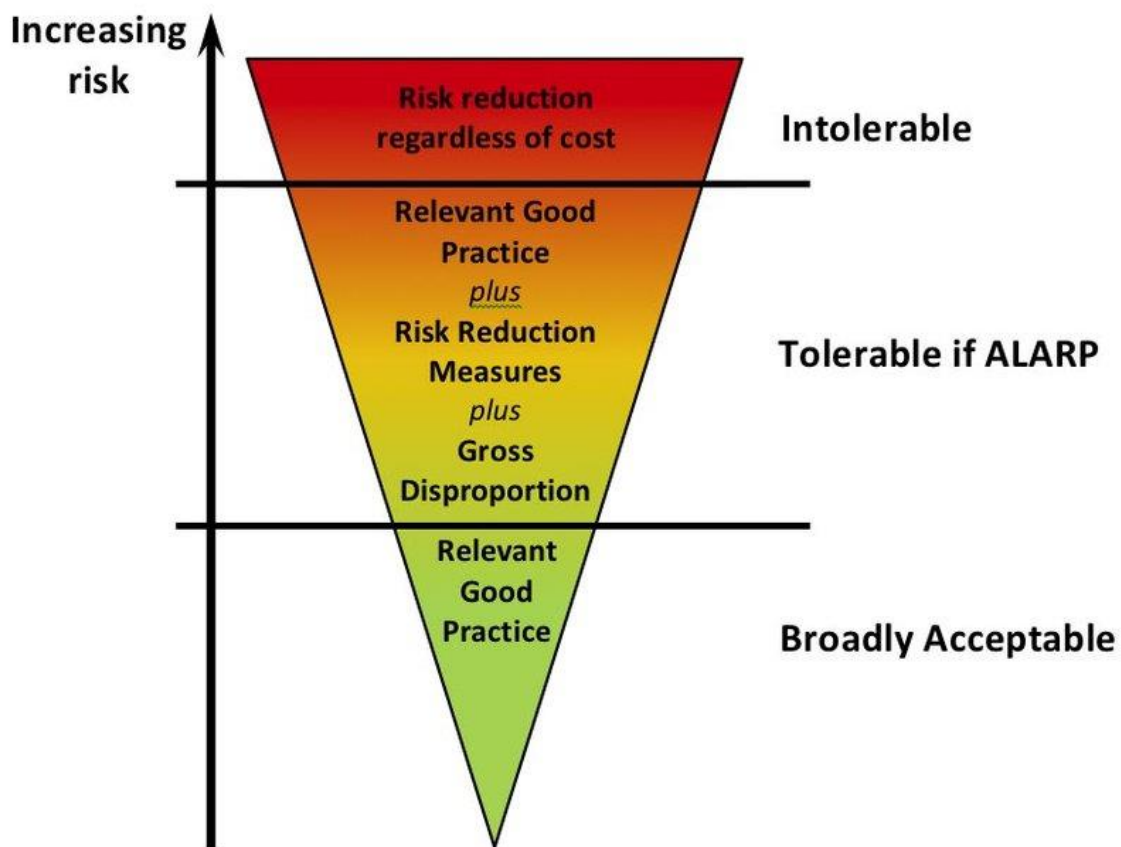 Increasing
risk
Risk reduction
regardless of cost
Intolerable
Relevant Good
Practice
plus
Risk Reduction
Measures
plus
Gross
Disproportion
Tolerable if ALARP
Relevant
Good
Practice
Broadly Acceptable